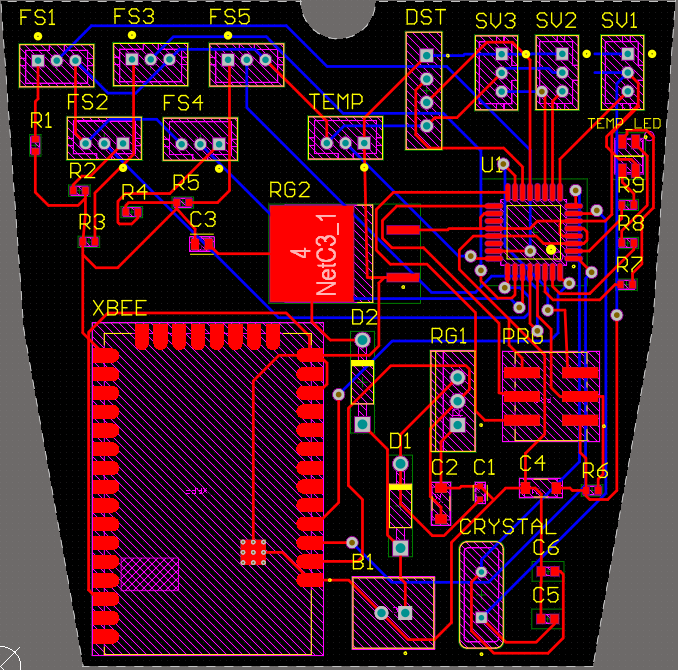 FS1
FS3
FS5
DST
SV3
SV2
SV1
FS2
FS4
TEMP
R1
TEMP_LED
U1
R2
R4
R5
RG2
R9
R3
C3
R8
4
NetC3_1
R7
XBEE
D2
RG1
PRO
D1
C2
C1
C4
R6
CRYSTAL
B1
C6
C5